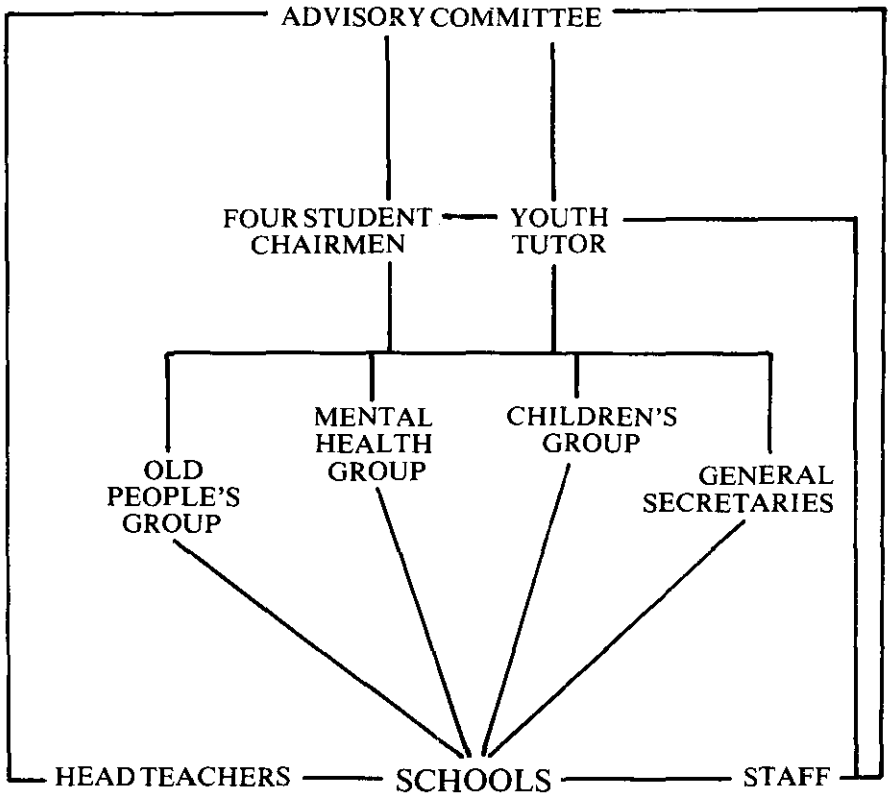 ADVISORY COMMITTEE
FOUR STUDENT
CHAIRMEN
YOUTH
TUTOR
OLD
PEOPLE'S
GROUP
MENTAL
HEALTH
GROUP
CHILDREN'S
GROUP
GENERAL
SECRETARIES
HEAD TEACHERS
SCHOOLS
STAFF